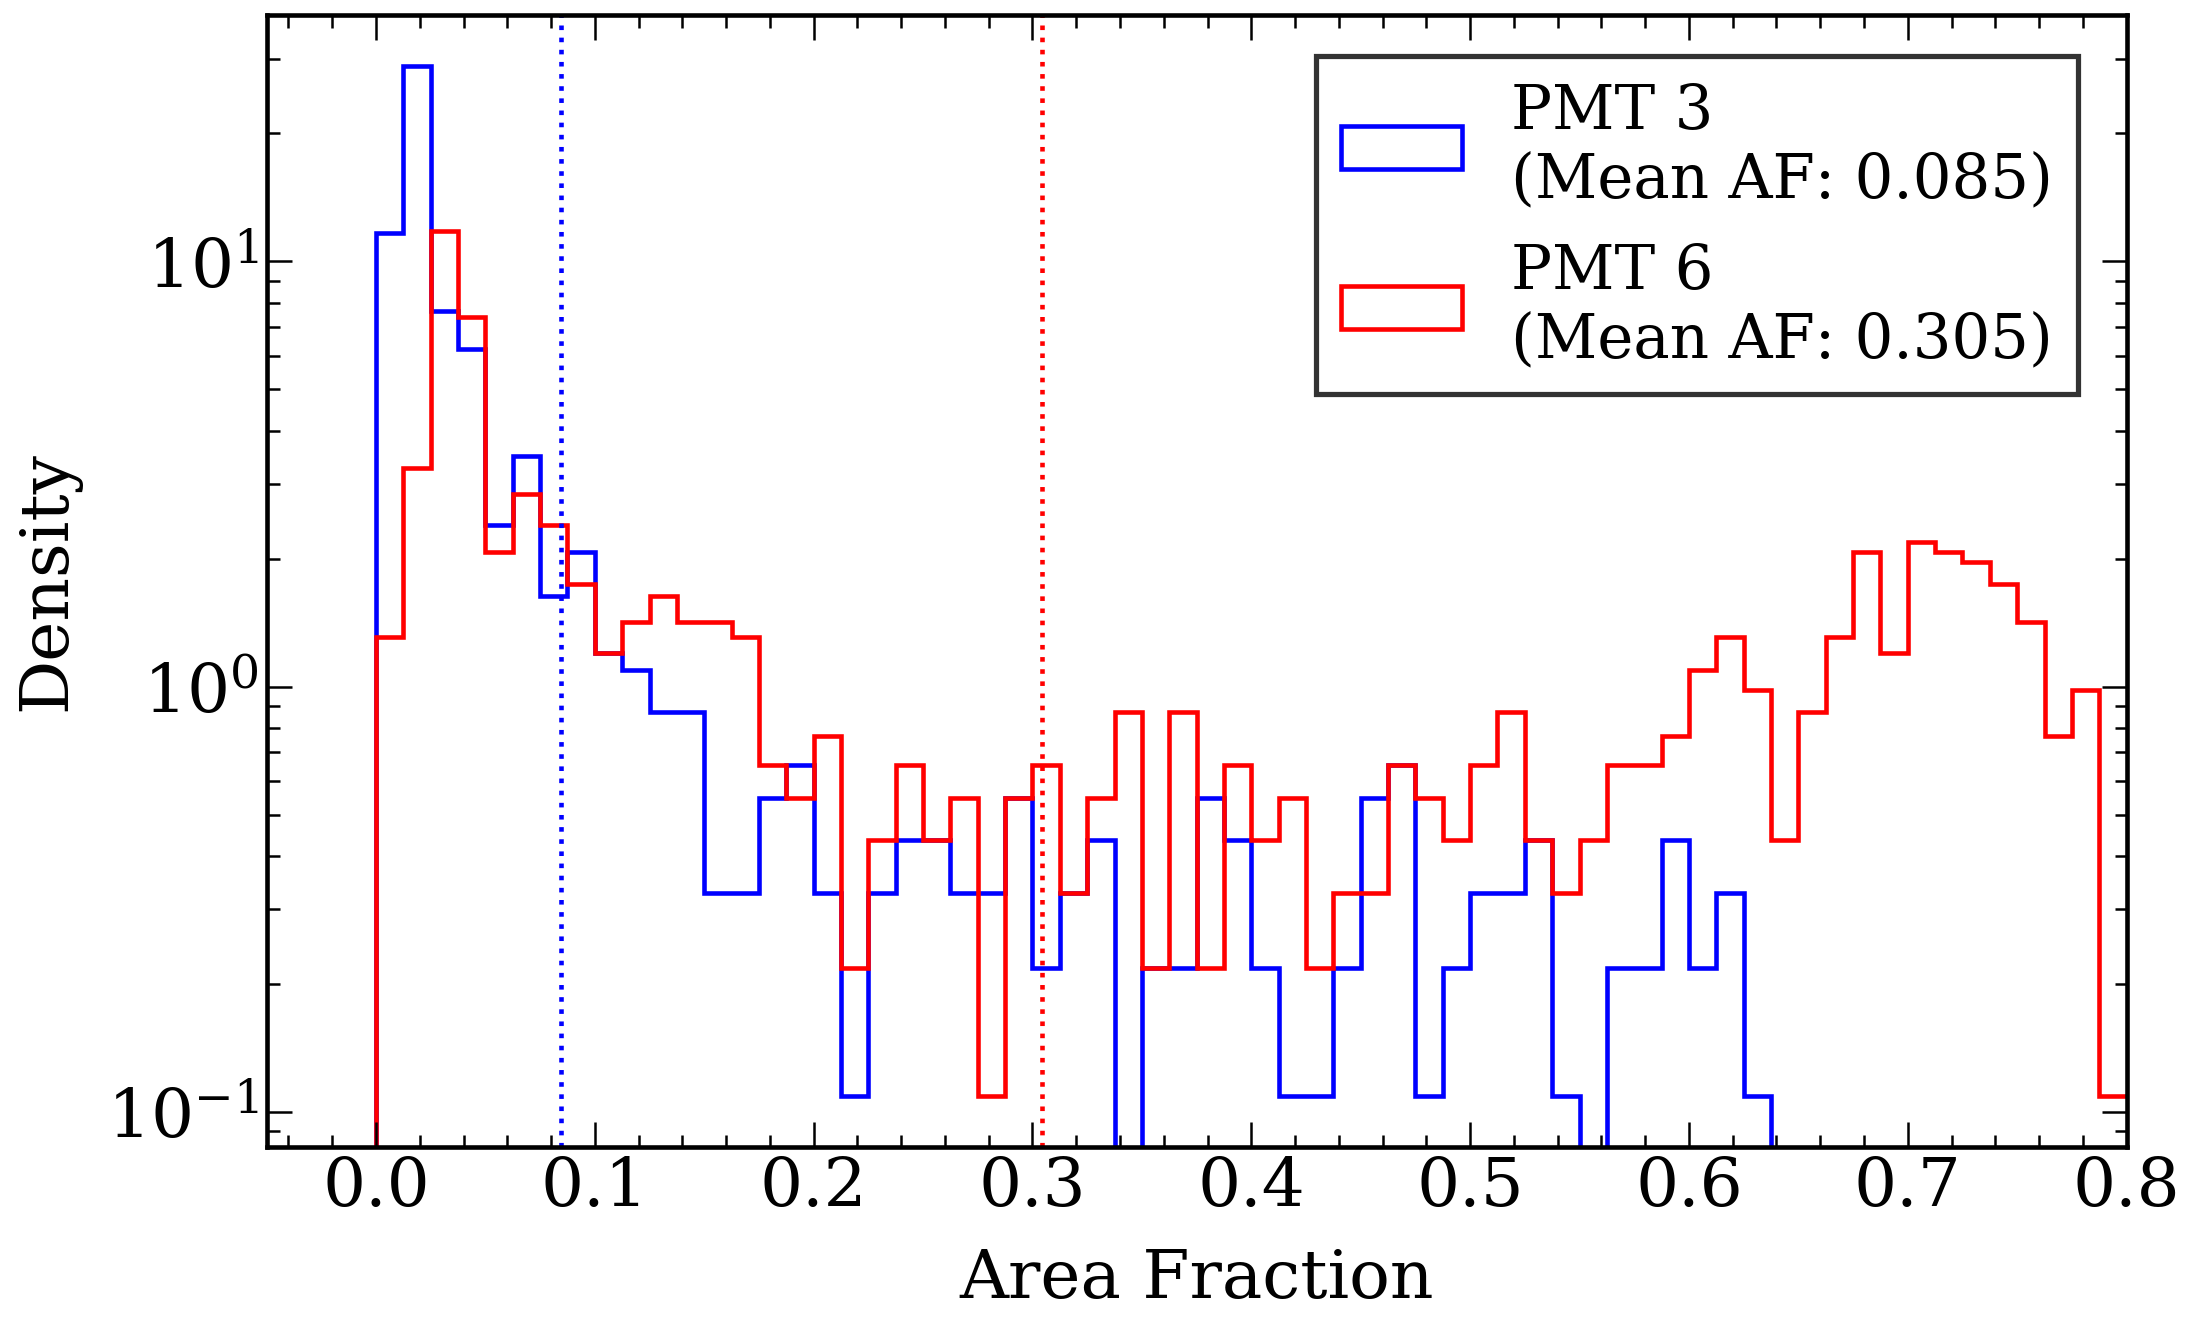 PMT 3
(Mean AF: 0.085)
PMT 6
(Mean AF: 0.305)
10¹
10⁰
10⁻¹
Density
0.0 0.1 0.2 0.3 0.4 0.5 0.6 0.7 0.8
Area Fraction